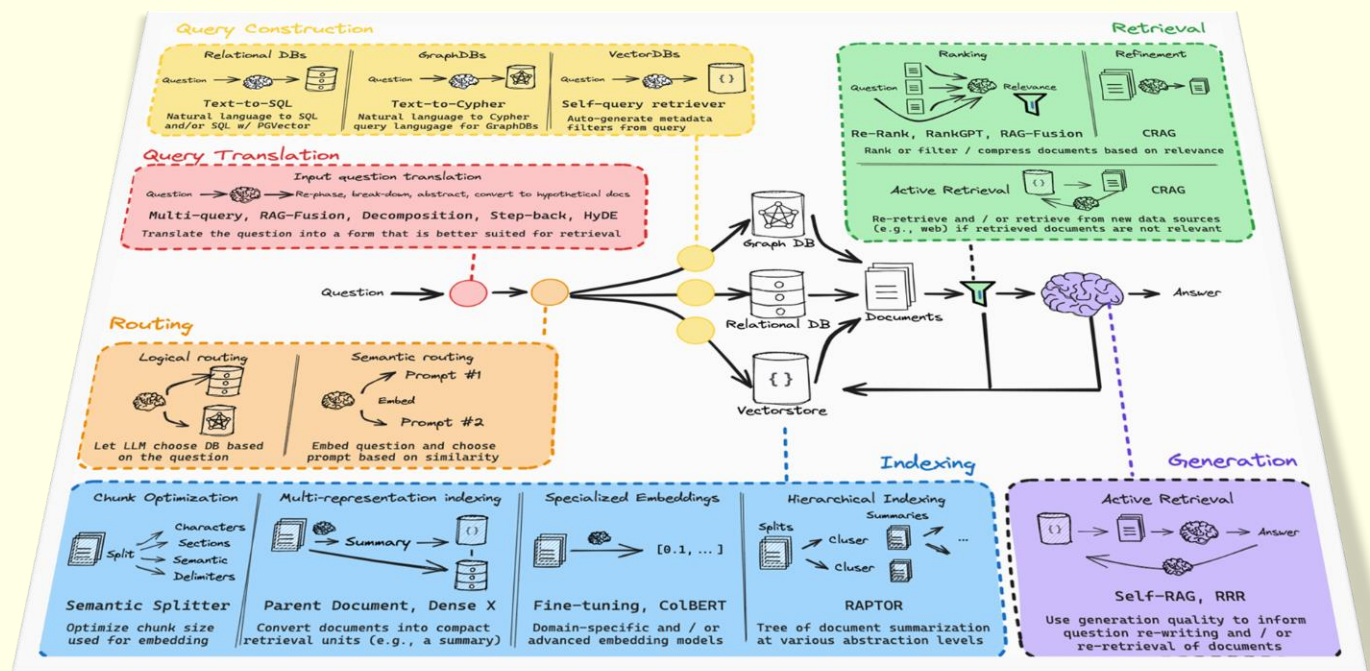 Query Construction
Relational DBs
Question
Text-to-SQL
Natural language to SQL
and/or SQL w/ PGVector
GraphDBs
Question
Text-to-Cypher
Natural language to Cypher
query langugage for GraphDBs
VectorDBs
Question
{}
Self-query retriever
Auto-generate metadata
filters from query
Retrieval
Ranking
Question
Relevance
Re-Rank, RankGPT, RAG-Fusion
Refinement
CRAG
Rank or filter / compress documents based on relevance
Active Retrieval
{}
CRAG
Re-retrieve and / or retrieve from new data sources
(e.g., web) if retrieved documents are not relevant
Query Translation
Input question translation
Question
Re-phase, break-down, abstract, convert to hypothetical docs
Multi-query, RAG-Fusion, Decomposition, Step-back, HyDE
Translate the question into a form that is better suited for retrieval
Question
Graph DB
Relational DB
{}
Vectorstore
Documents
Answer
Routing
Logical routing
Let LLM choose DB based
on the question
Semantic routing
Prompt #1
Embed
Prompt #2
Embed question and choose
prompt based on similarity
Indexing
Chunk Optimization
Split
Characters
Sections
Semantic
Delimiters
Semantic Splitter
Optimize chunk size
used for embedding
Multi-representation indexing
Summary
{}
Parent Document, Dense X
Convert documents into compact
retrieval units (e.g., a summary)
Specialized Embeddings
[0.1, ...]
Fine-tuning, ColBERT
Domain-specific and / or
advanced embedding models
Hierarchical Indexing
Splits
Summaries
Cluser
Cluser
...
RAPTOR
Tree of document summarization
at various abstraction levels
Generation
Active Retrieval
{}
Answer
Self-RAG, RRR
Use generation quality to inform
question re-writing and / or
re-retrieval of documents